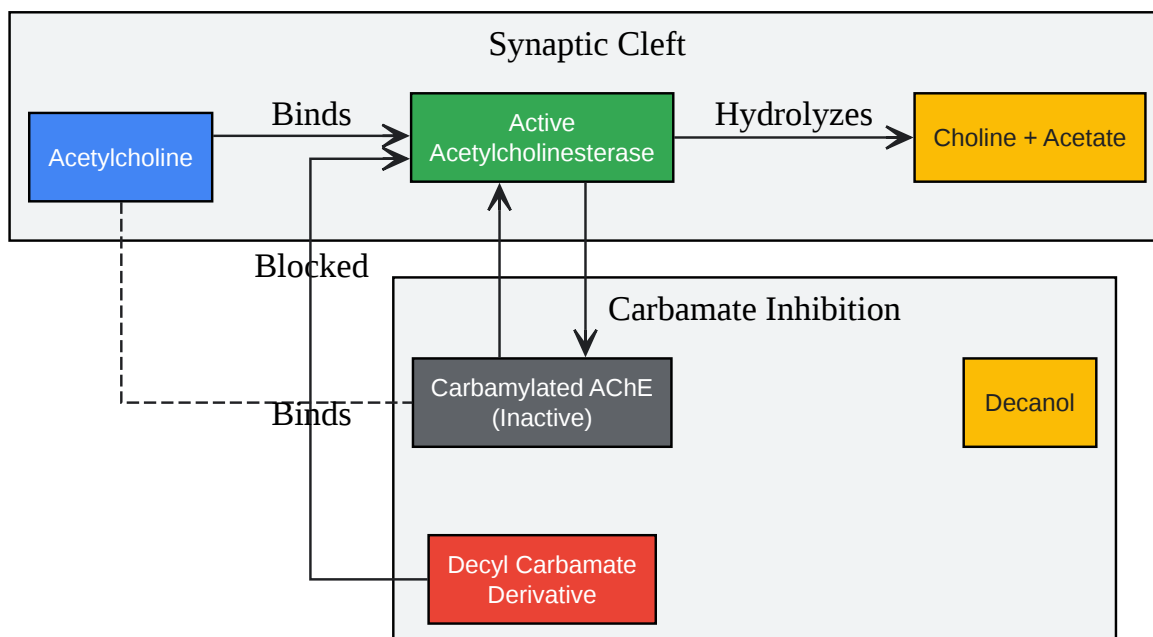 Synaptic Cleft
Binds
Hydrolyzes
Acetylcholine
Active
Acetylcholinesterase
Choline + Acetate
Blocked
Carbamate Inhibition
Carbamylated AChE
(Inactive)
Binds
Decanol
Decyl Carbamate
Derivative